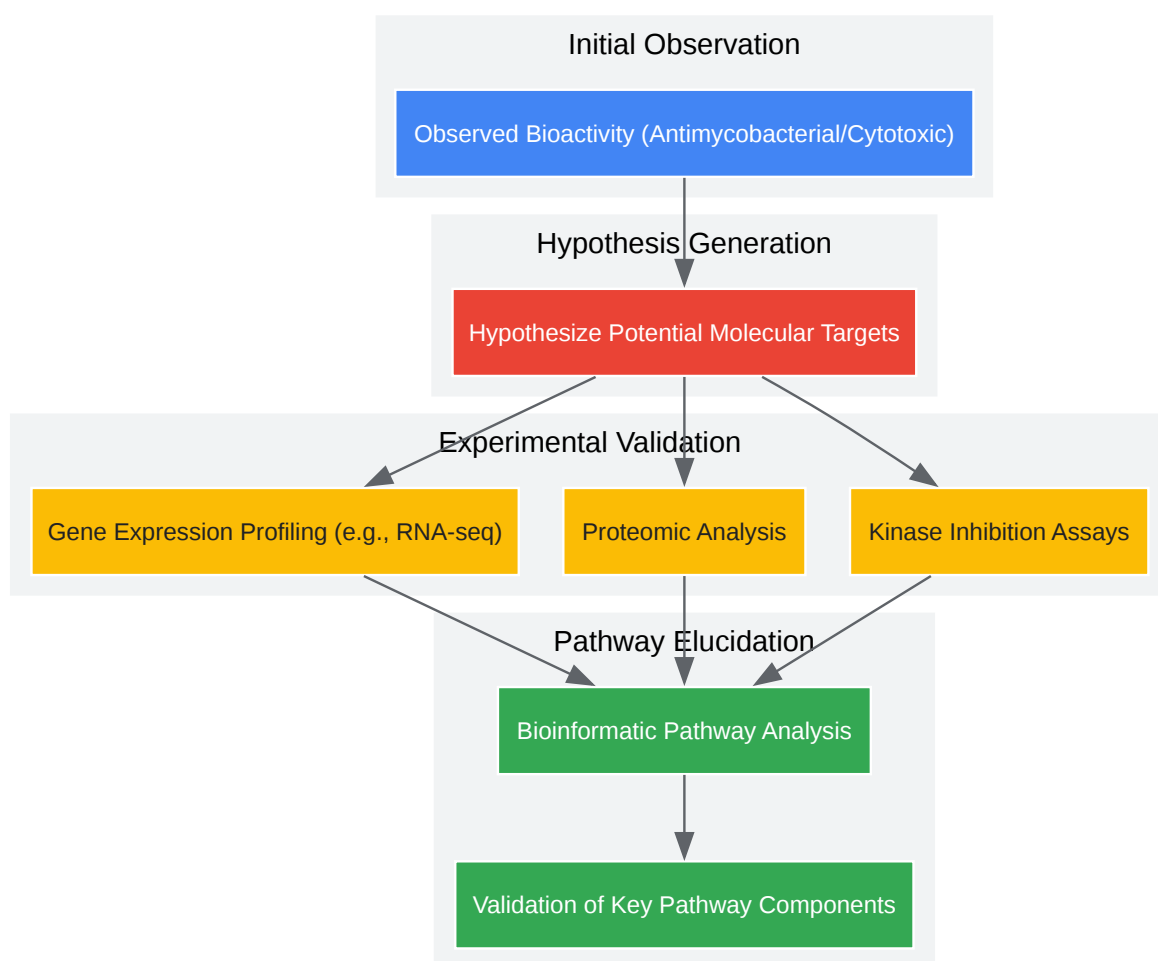 Initial Observation
Observed Bioactivity (Antimycobacterial/Cytotoxic)
Hypothesis Generation
Hypothesize Potential Molecular Targets
Experimental Validation
Gene Expression Profiling (e.g., RNA-seq)
Proteomic Analysis
Kinase Inhibition Assays
Pathway Elucidation
Bioinformatic Pathway Analysis
Validation of Key Pathway Components